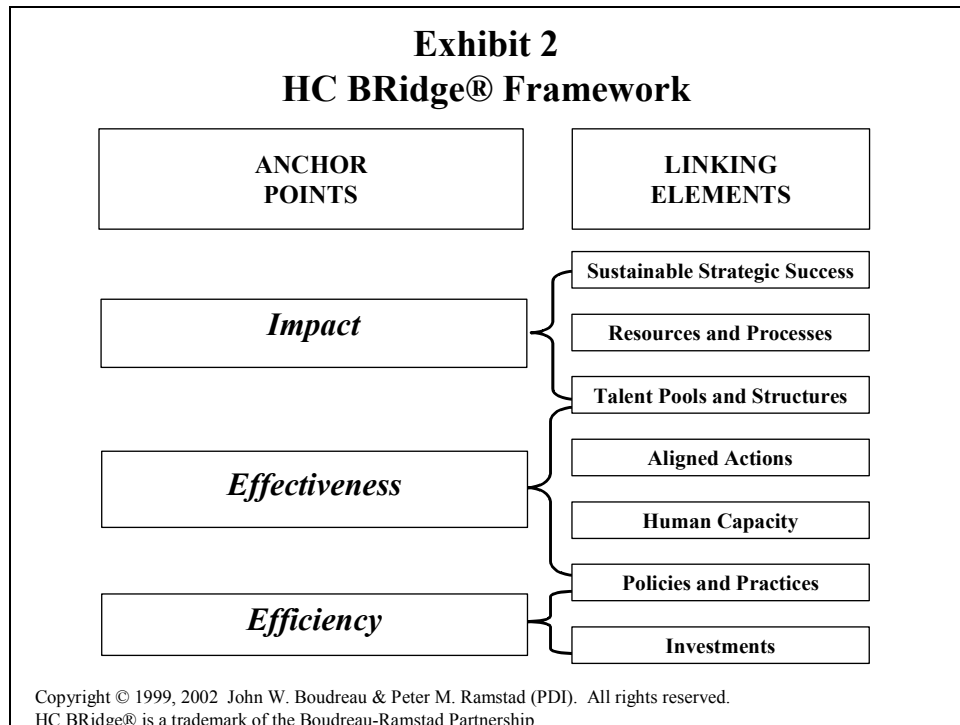 Exhibit 2
HC BRidge® Framework
ANCHOR
POINTS
LINKING
ELEMENTS
Impact
Effectiveness
Efficiency
Sustainable Strategic Success
Resources and Processes
Talent Pools and Structures
Aligned Actions
Human Capacity
Policies and Practices
Investments
Copyright © 1999, 2002 John W. Boudreau & Peter M. Ramstad (PDI). All rights reserved.
HC BRidge® is a trademark of the Boudreau-Ramstad Partnership